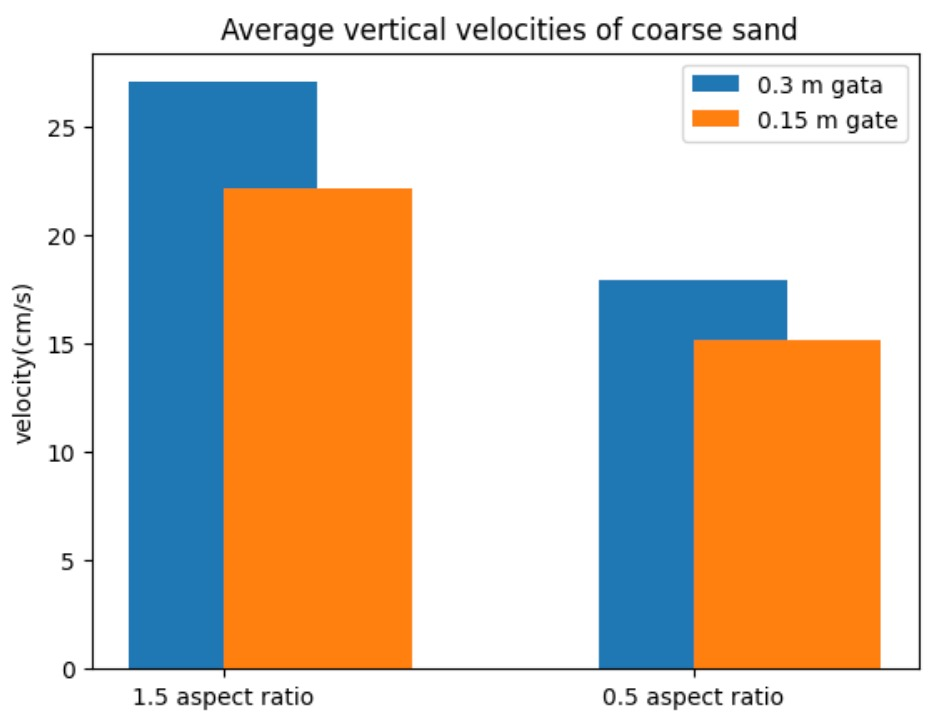 Average vertical velocities of coarse sand
0.3 m gata
0.15 m gate
velocity(cm/s)
25
20
15
10
5
0
1.5 aspect ratio
0.5 aspect ratio